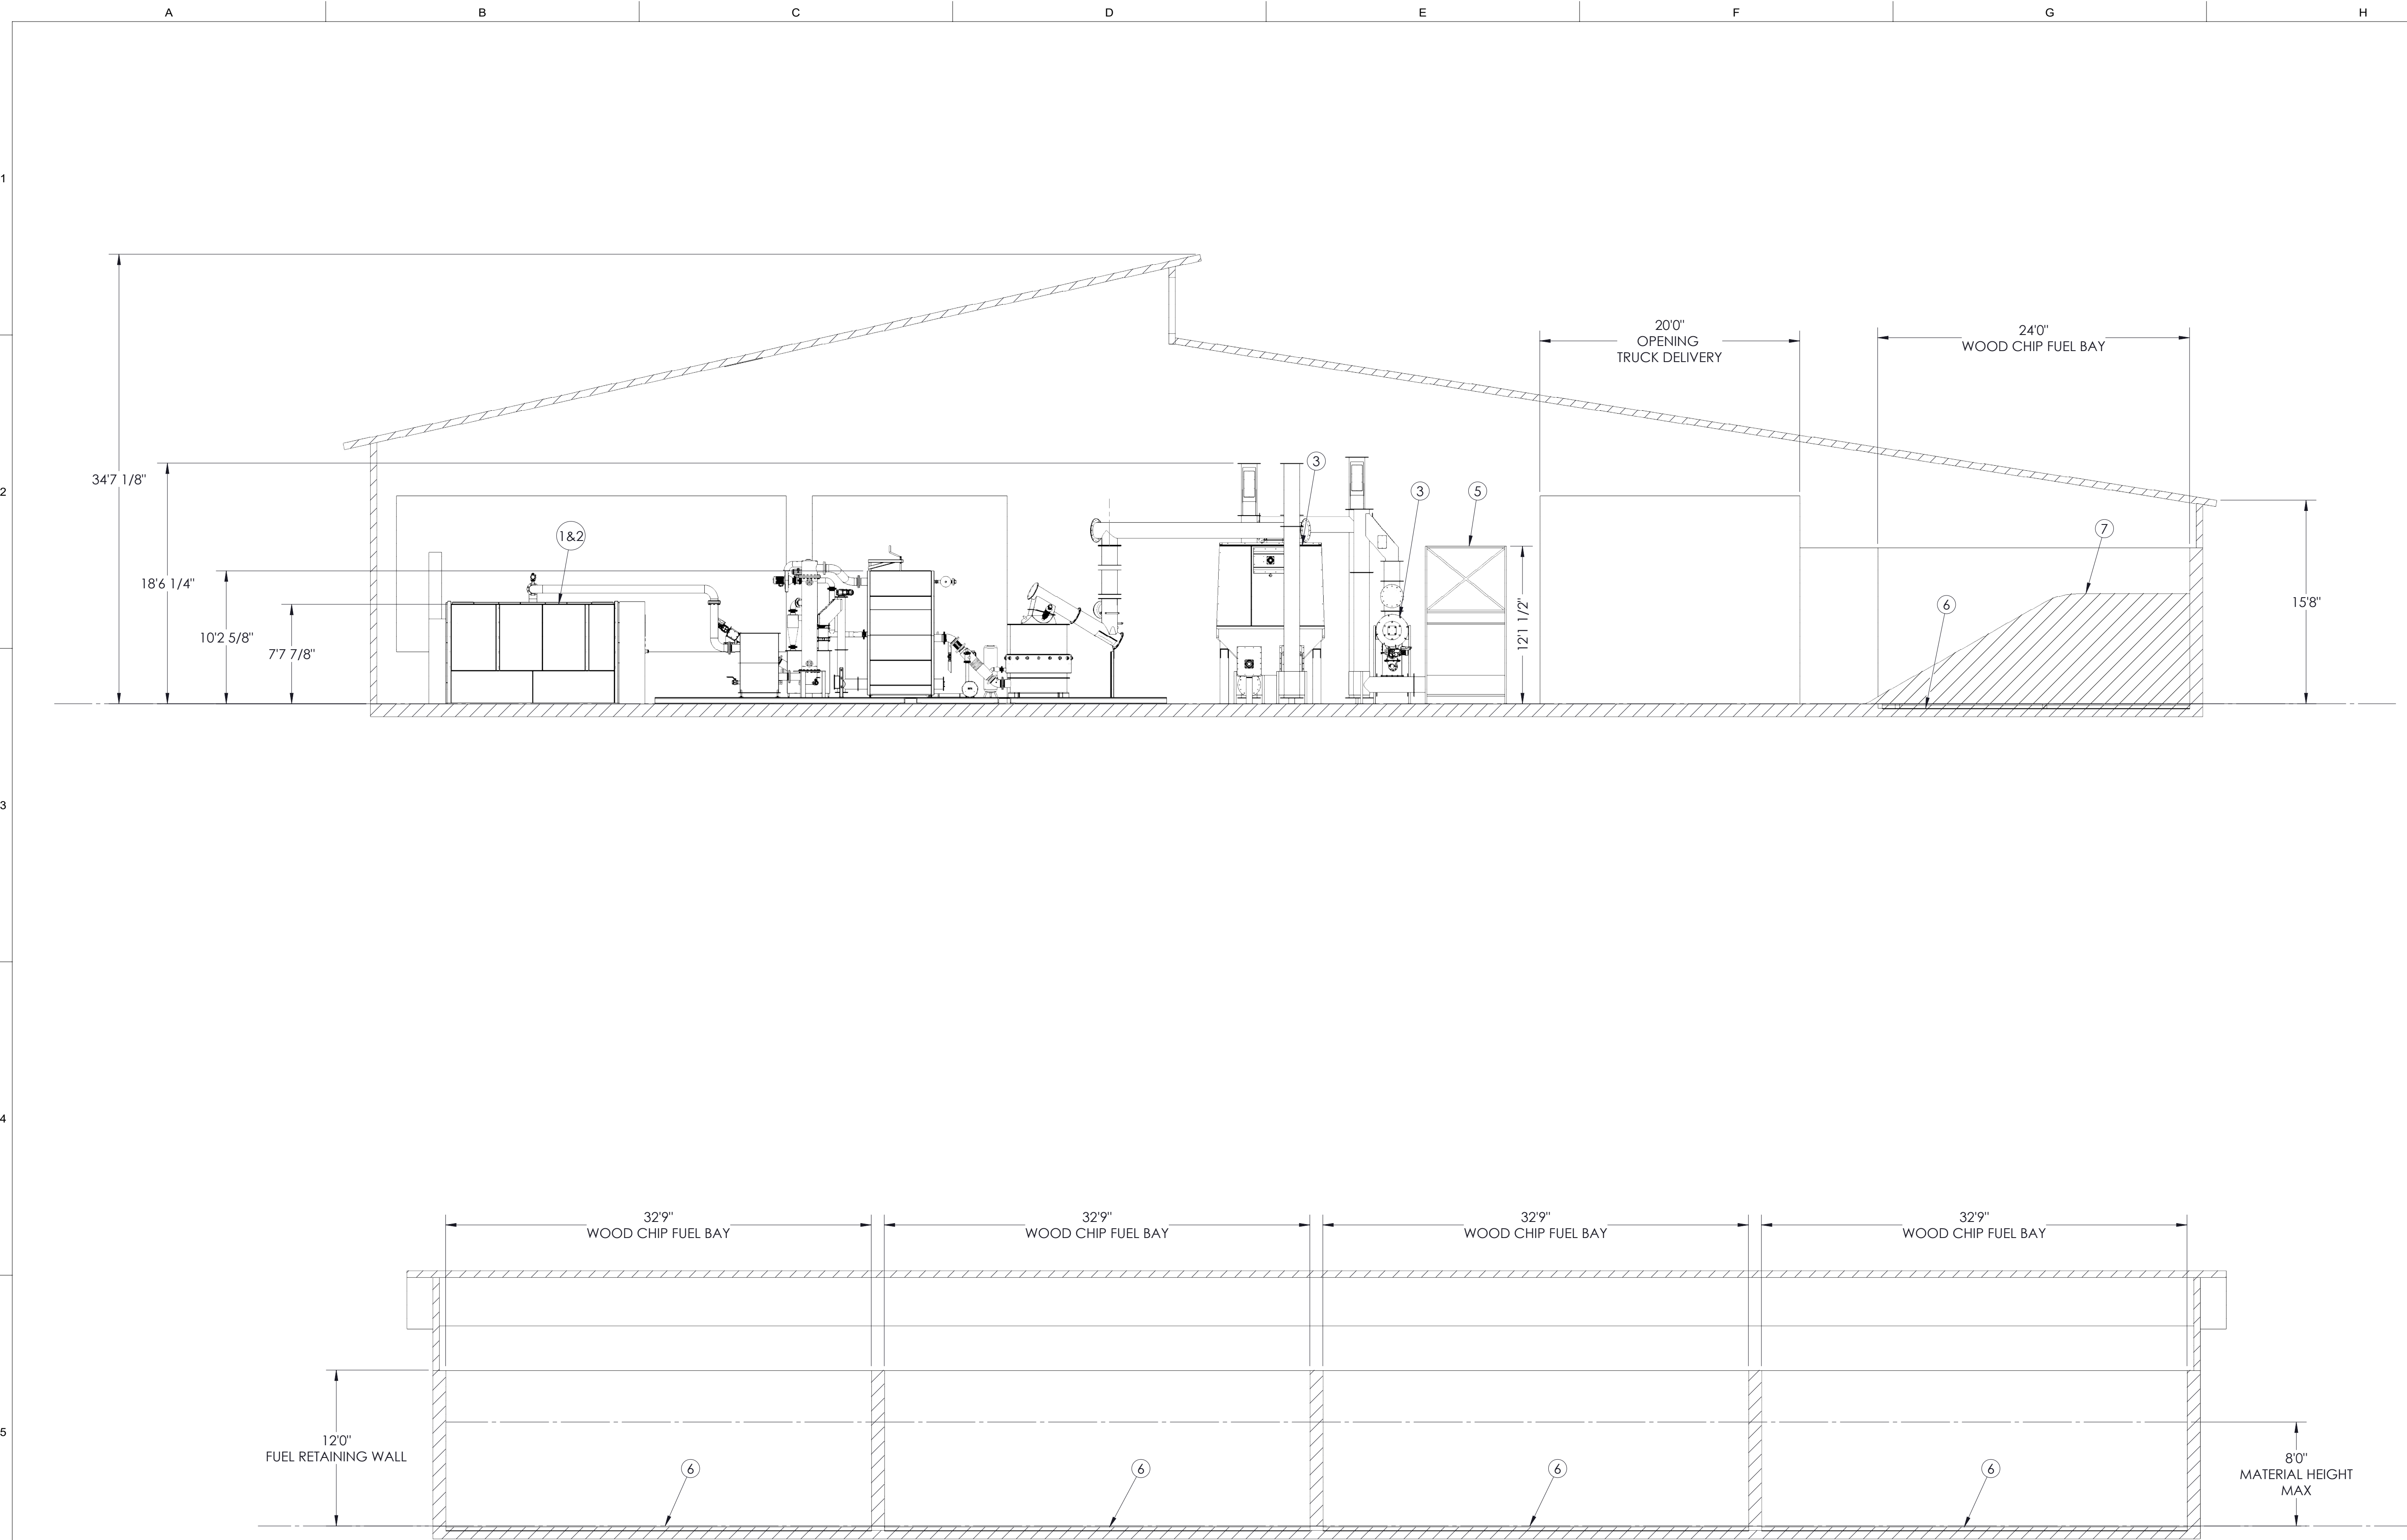 A
B
C
D
E
F
G
H
1
20'0"
OPENING
TRUCK DELIVERY
24'0"
WOOD CHIP FUEL BAY
34'7 1/8"
3
3
5
2
1&2
7
18'6 1/4"
10'2 5/8"
7'7 7/8"
12'1 1/2"
6
15'8"
3
4
32'9"
WOOD CHIP FUEL BAY
32'9"
WOOD CHIP FUEL BAY
32'9"
WOOD CHIP FUEL BAY
32'9"
WOOD CHIP FUEL BAY
5
12'0"
FUEL RETAINING WALL
6
6
6
6
8'0"
MATERIAL HEIGHT
MAX